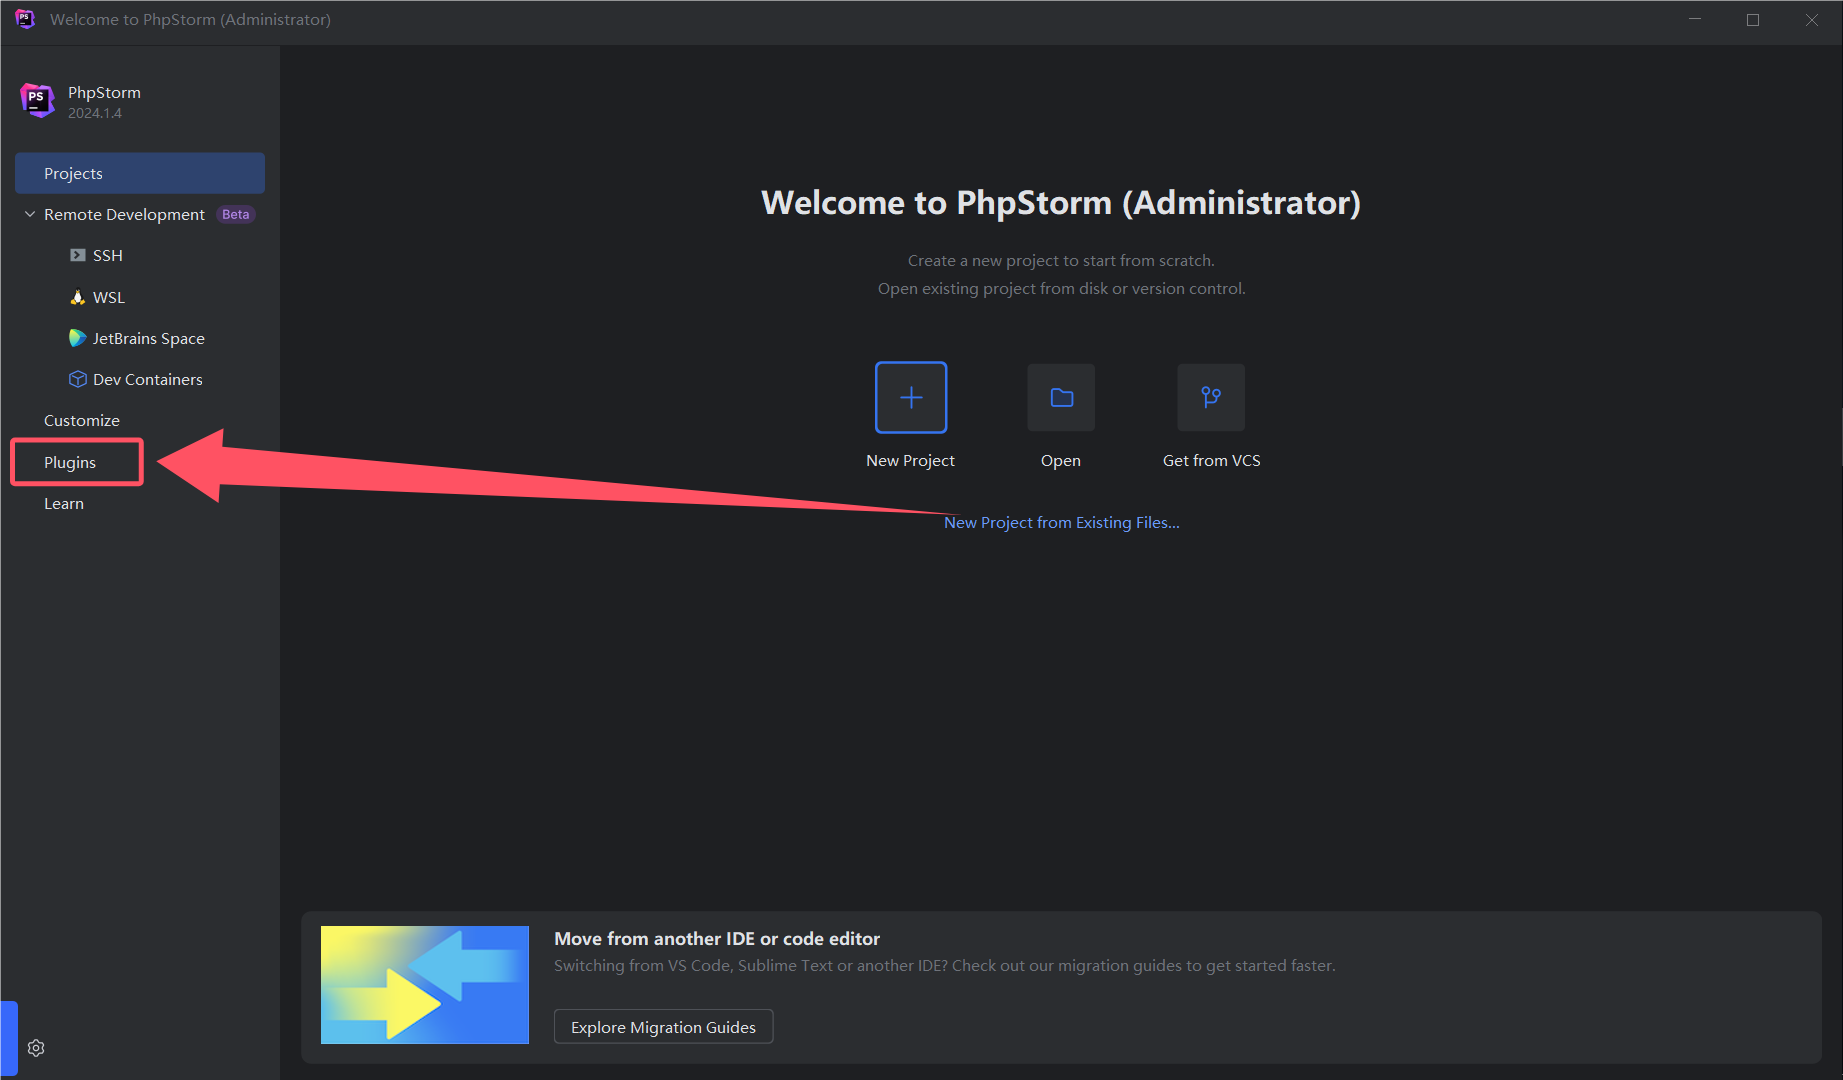 Welcome to PhpStorm (Administrator)
PS
PhpStorm
2024.1.4
Projects
Remote Development Beta
SSH
WSL
JetBrains Space
Dev Containers
Customize
Plugins
Learn
Welcome to PhpStorm (Administrator)
Create a new project to start from scratch.
Open existing project from disk or version control.
New Project
Open
Get from VCS
New Project from Existing Files...
Move from another IDE or code editor
Switching from VS Code, Sublime Text or another IDE? Check out our migration guides to get started faster.
Explore Migration Guides